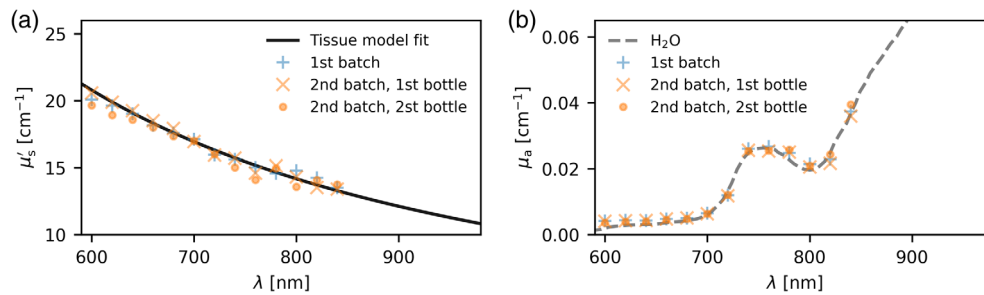 (a)
25
20
15
10
μ′s [cm−1]
Tissue model fit
1st batch
2nd batch, 1st bottle
2nd batch, 2st bottle
600 700 800 900
λ [nm]
(b)
0.06
0.04
0.02
0.00
μa [cm−1]
H2O
1st batch
2nd batch, 1st bottle
2nd batch, 2st bottle
600 700 800 900
λ [nm]